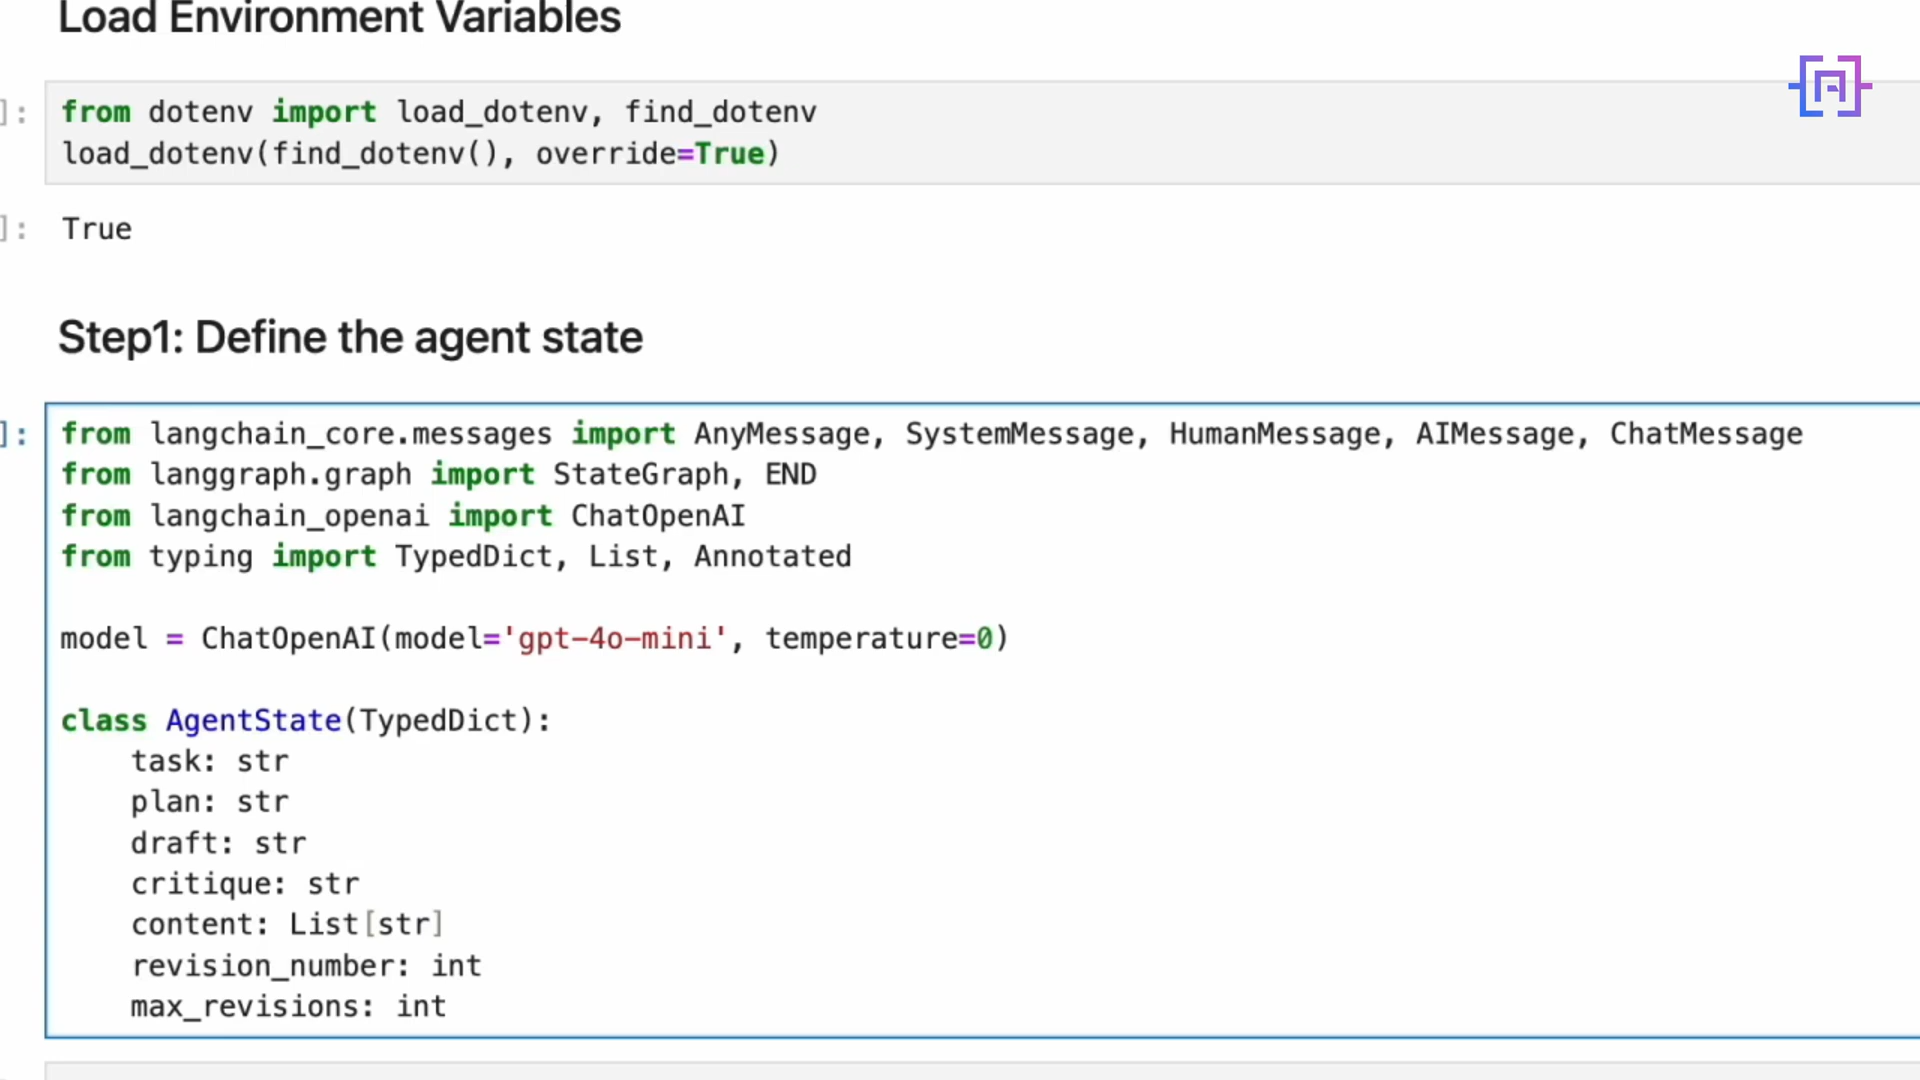 Load Environment Variables
]:
from dotenv import load_dotenv, find_dotenv
load_dotenv(find_dotenv(), override=True)
]:
True
Step1: Define the agent state
]:
from langchain_core.messages import AnyMessage, SystemMessage, HumanMessage, AIMessage, ChatMessage
from langgraph.graph import StateGraph, END
from langchain_openai import ChatOpenAI
from typing import TypedDict, List, Annotated
model = ChatOpenAI(model='gpt-4o-mini', temperature=0)
class AgentState(TypedDict):
    task: str
    plan: str
    draft: str
    critique: str
    content: List[str]
    revision_number: int
    max_revisions: int